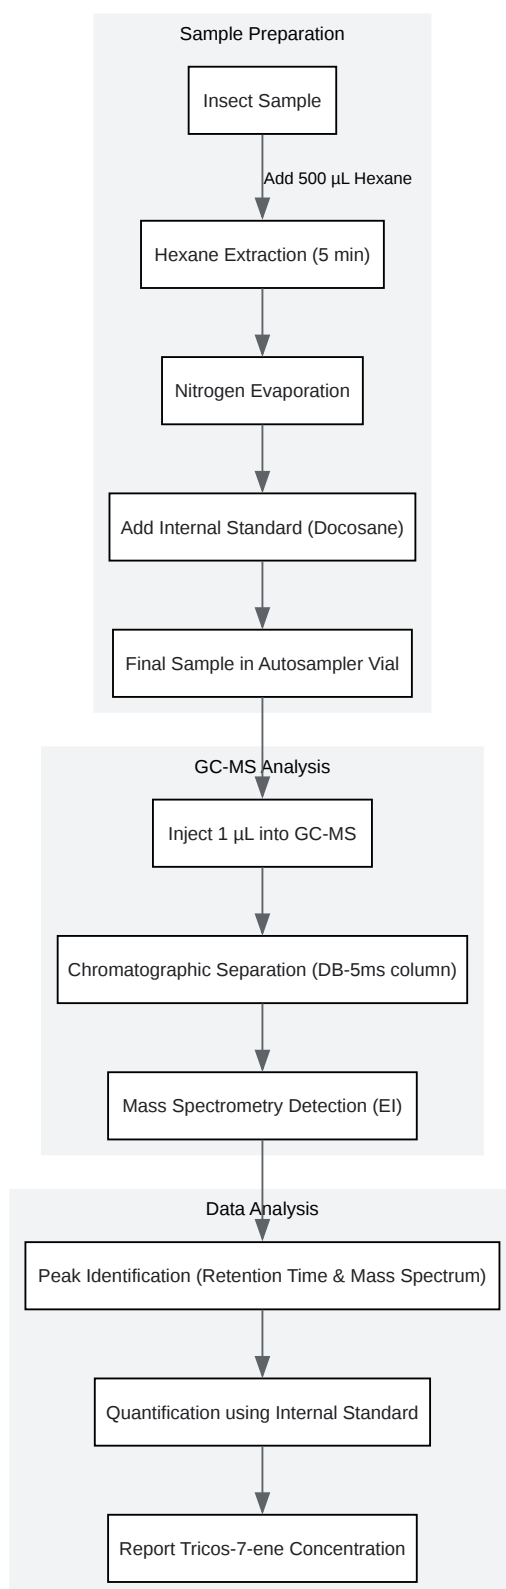 Sample Preparation
Insect Sample
Add 500 µL Hexane
Hexane Extraction (5 min)
Nitrogen Evaporation
Add Internal Standard (Docosane)
Final Sample in Autosampler Vial
GC-MS Analysis
Inject 1 µL into GC-MS
Chromatographic Separation (DB-5ms column)
Mass Spectrometry Detection (EI)
Data Analysis
Peak Identification (Retention Time & Mass Spectrum)
Quantification using Internal Standard
Report Tricos-7-ene Concentration